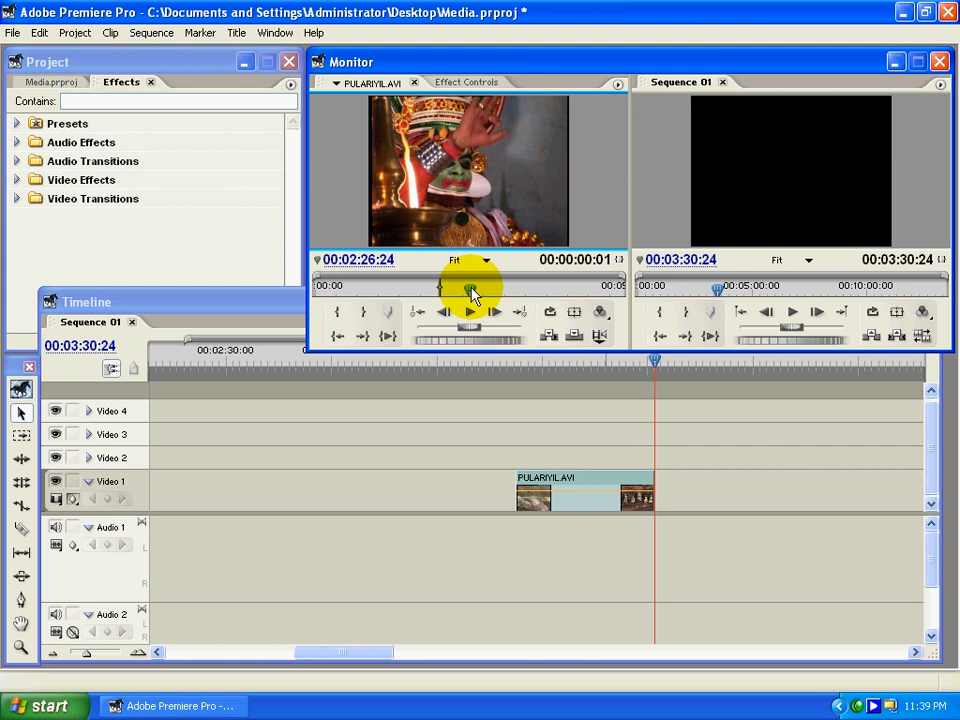 Adobe Premiere Pro - C:\Documents and Settings\Administrator\Desktop\Media.prproj *
File Edit Project Clip Sequence Marker Title Window Help
Project
Media.prproj Effects
Contains:
Presets
Audio Effects
Audio Transitions
Video Effects
Video Transitions
Monitor
PULARIYIL.AVI Effect Controls
Sequence 01
00:02:26:24 Fit 00:00:00:01
00:03:30:24 Fit 00:03:30:24
:00:00
:00:00 00:05:00:00 00:10:00:00
Timeline
Sequence 01
00:03:30:24
00:02:30:00
Video 4
Video 3
Video 2
Video 1
PULARIYIL.AVI
Audio 1
L
R
Audio 2
L
R
start
Adobe Premiere Pro -...
11:39 PM